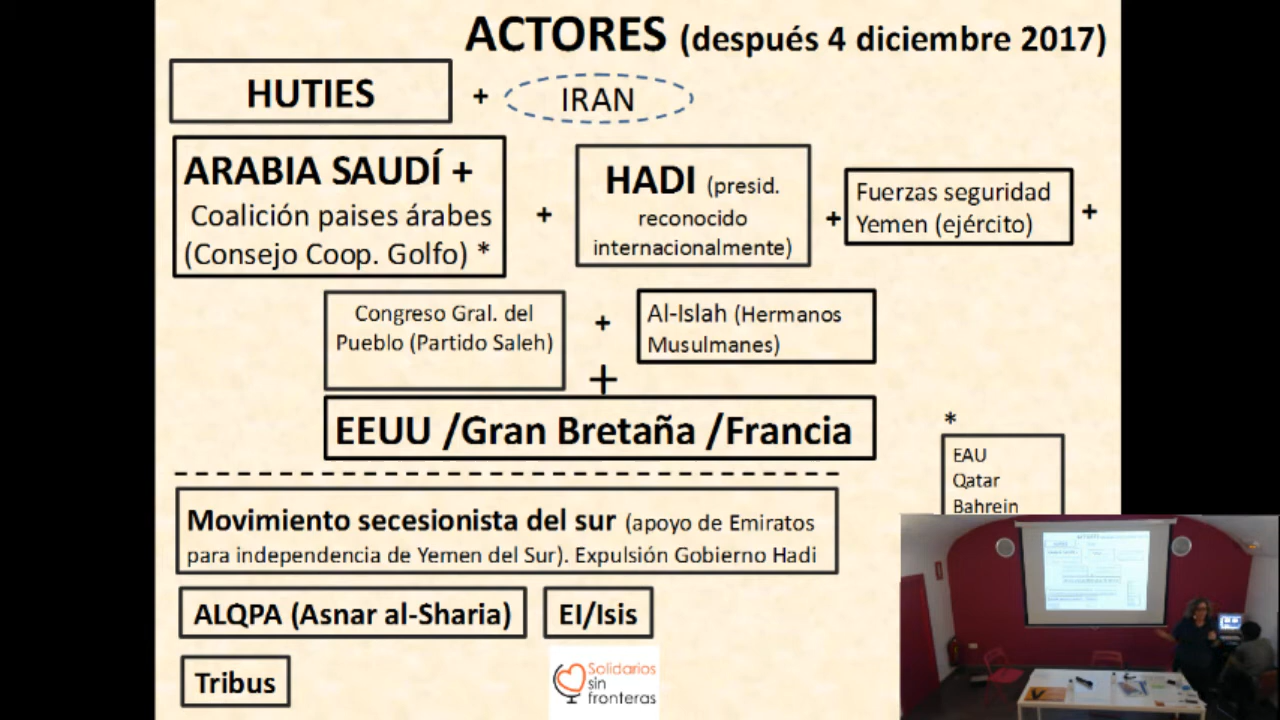 ACTORES (después 4 diciembre 2017)
HUTIES
+
IRAN
ARABIA SAUDÍ +
Coalición paises árabes
(Consejo Coop. Golfo) *
+
HADI (presid.
reconocido
internacionalmente)
+
Fuerzas seguridad
Yemen (ejército)
+
Congreso Gral. del
Pueblo (Partido Saleh)
+
Al-Islah (Hermanos
Musulmanes)
+
EEUU /Gran Bretaña /Francia
*
EAU
Qatar
Bahrein
Movimiento secesionista del sur (apoyo de Emiratos
para independencia de Yemen del Sur). Expulsión Gobierno Hadi
ALQPA (Asnar al-Sharia)
EI/Isis
Tribus
Solidarios
sin
fronteras